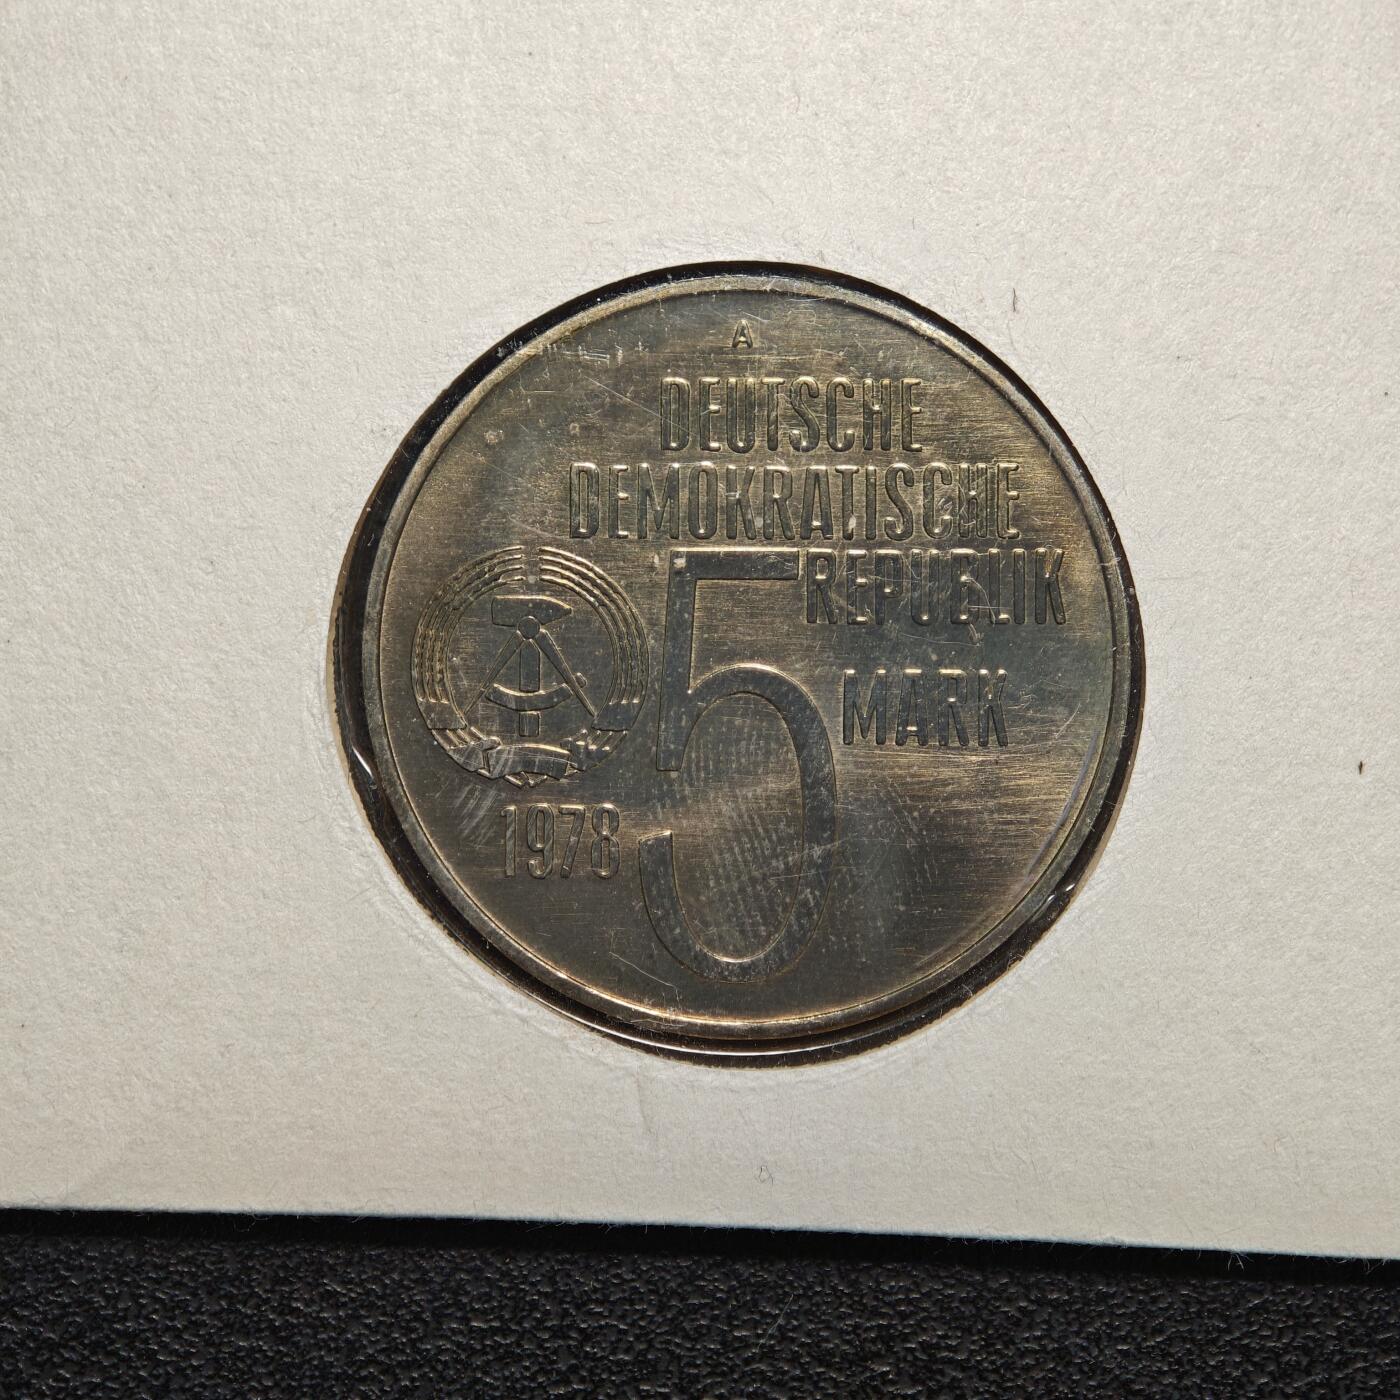 A
DEUTSCHE
DEMOKRATISCHE
REPUBLIK
5 MARK
1978